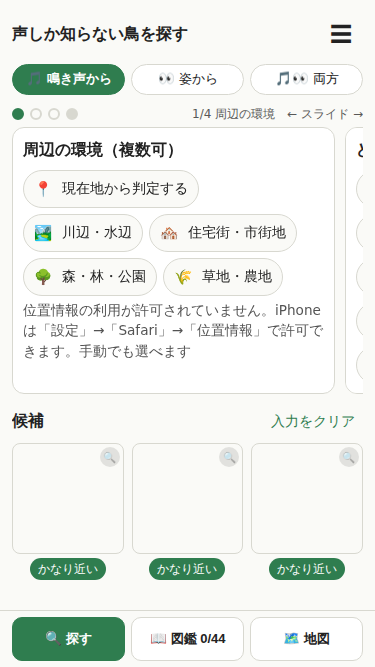 声しか知らない鳥を探す
鳴き声から
姿から
両方
1/4 周辺の環境 ← スライド →
周辺の環境（複数可）
現在地から判定する
川辺・水辺
住宅街・市街地
森・林・公園
草地・農地
位置情報の利用が許可されていません。iPhone
は「設定」→「Safari」→「位置情報」で許可で
きます。手動でも選べます
候補
入力をクリア
かなり近い
かなり近い
かなり近い
探す
図鑑 0/44
地図